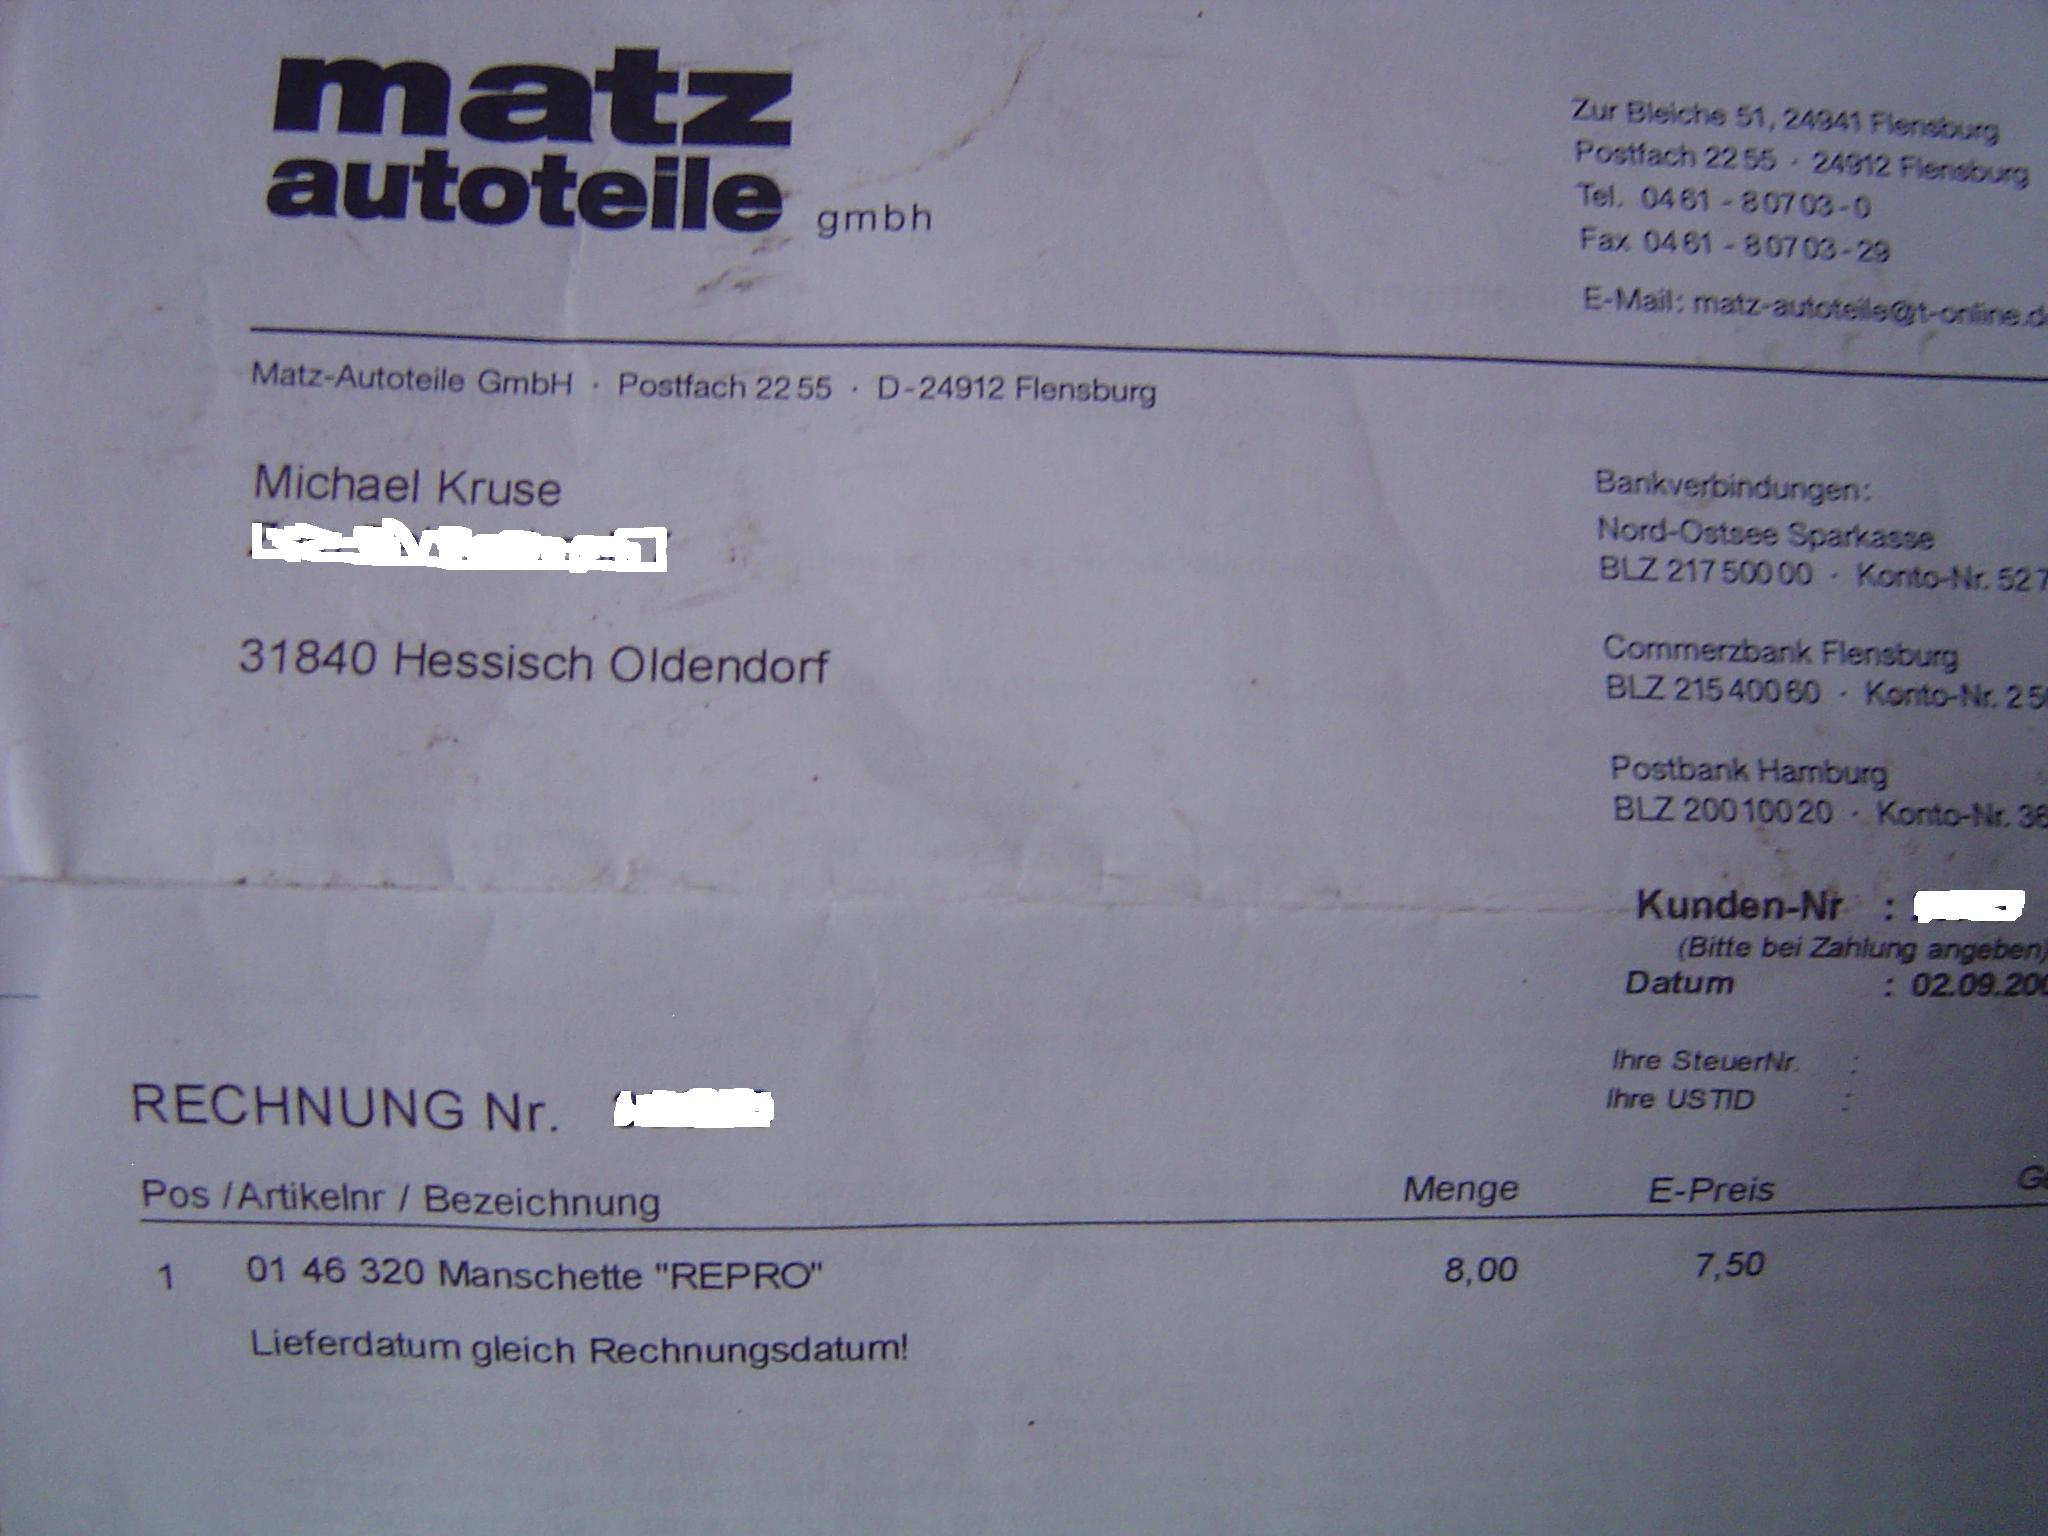 matz
autoteile gmbh
Zur Bleiche 51, 24941 Flensburg
Postfach 22 55 · 24912 Flensburg
Tel. 04 61 - 8 07 03 - 0
Fax 04 61 - 8 07 03 - 29
E-Mail: matz-autoteile@t-online.d
Matz-Autoteile GmbH · Postfach 22 55 · D-24912 Flensburg
Michael Kruse
31840 Hessisch Oldendorf
Bankverbindungen:
Nord-Ostsee Sparkasse
BLZ 217 500 00 · Konto-Nr. 52 7
Commerzbank Flensburg
BLZ 215 400 60 · Konto-Nr. 2 5
Postbank Hamburg
BLZ 200 100 20 · Konto-Nr. 36
Kunden-Nr :
(Bitte bei Zahlung angeben)
Datum : 02.09.200
Ihre SteuerNr. :
Ihre USTID :
RECHNUNG Nr.
Pos / Artikelnr / Bezeichnung Menge E-Preis G
1 01 46 320 Manschette "REPRO" 8,00 7,50
Lieferdatum gleich Rechnungsdatum!